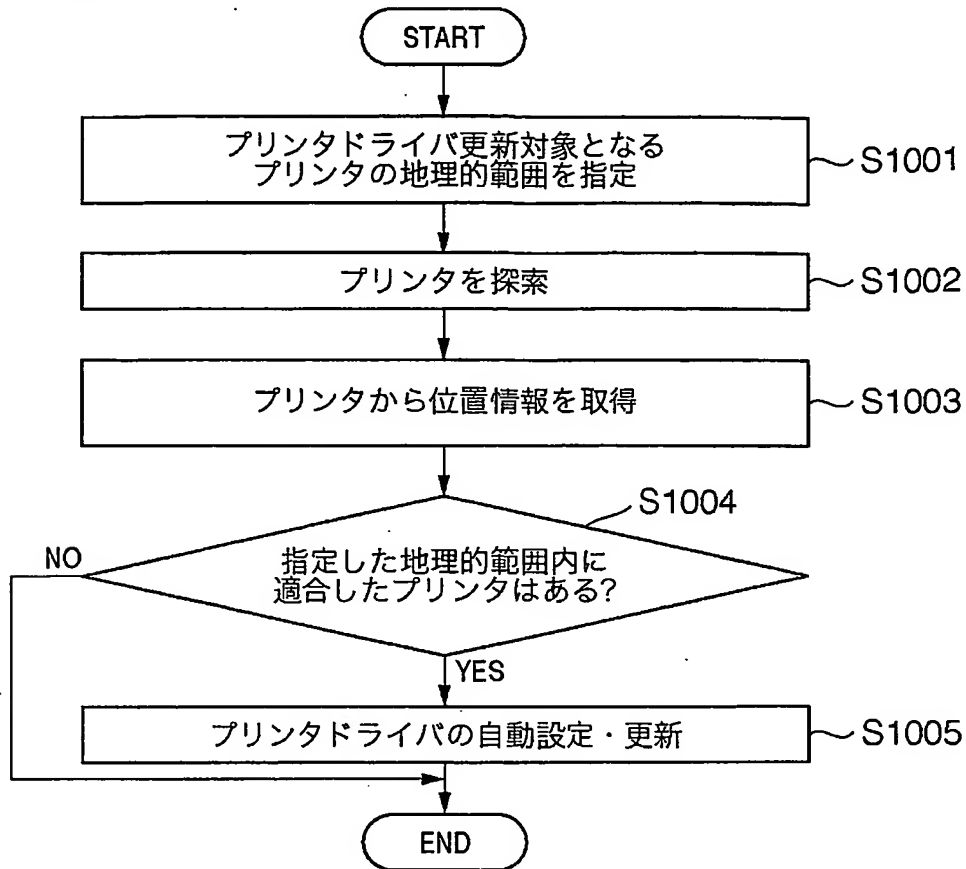 START
プリンタドライバ更新対象となる
プリンタの地理的範囲を指定
S1001
プリンタを探索
S1002
プリンタから位置情報を取得
S1003
S1004
NO
指定した地理的範囲内に
適合したプリンタはある?
YES
プリンタドライバの自動設定・更新
S1005
END